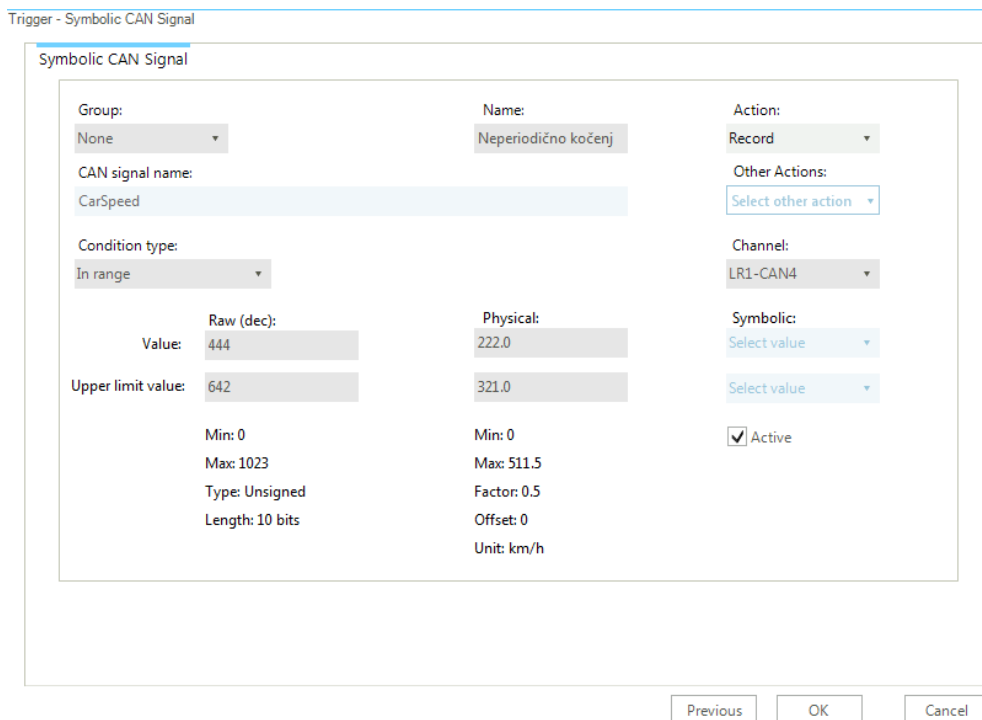 Trigger - Symbolic CAN Signal
Symbolic CAN Signal
Group: Name: Action:
None Neperiodično kočenj Record
CAN signal name: Other Actions:
CarSpeed Select other action
Condition type: Channel:
In range LR1-CAN4
Raw (dec): Physical: Symbolic:
Value: 444 222.0 Select value
Upper limit value: 642 321.0 Select value
Min: 0 Min: 0 Active
Max: 1023 Max: 511.5
Type: Unsigned Factor: 0.5
Length: 10 bits Offset: 0
Unit: km/h
Previous OK Cancel